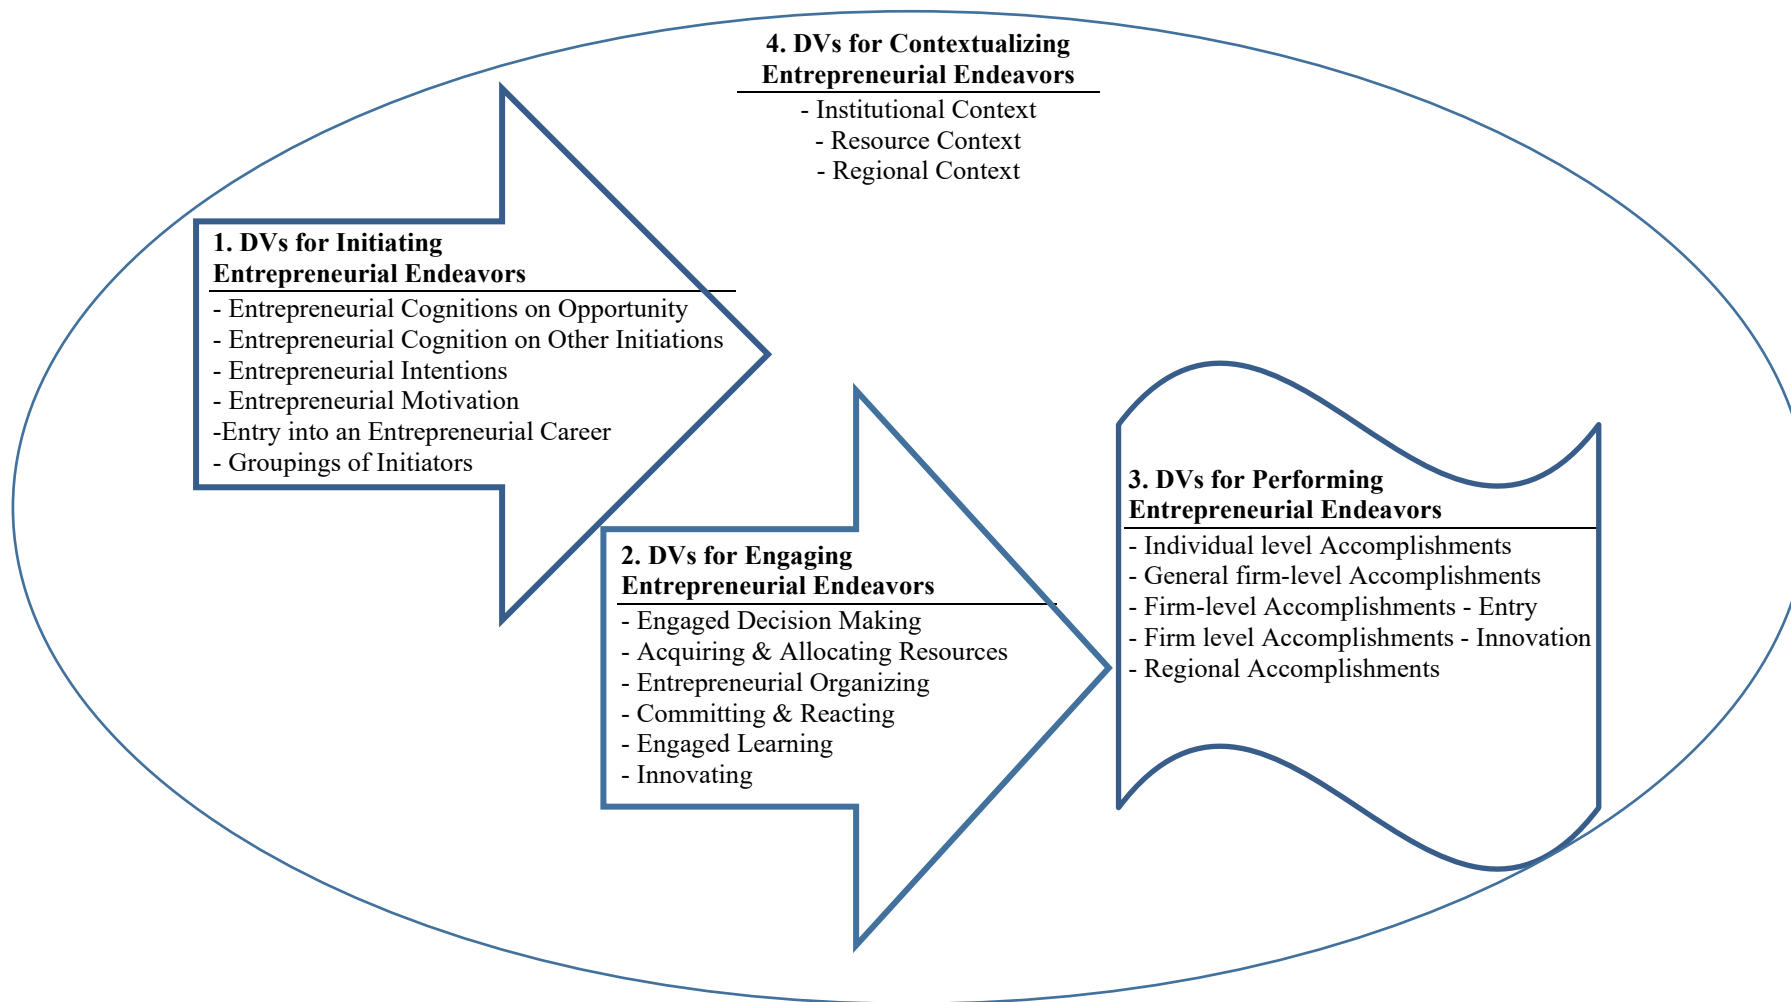 4. DVs for Contextualizing
Entrepreneurial Endeavors
- Institutional Context
- Resource Context
- Regional Context
1. DVs for Initiating
Entrepreneurial Endeavors
- Entrepreneurial Cognitions on Opportunity
- Entrepreneurial Cognition on Other Initiations
- Entrepreneurial Intentions
- Entrepreneurial Motivation
-Entry into an Entrepreneurial Career
- Groupings of Initiators
2. DVs for Engaging
Entrepreneurial Endeavors
- Engaged Decision Making
- Acquiring & Allocating Resources
- Entrepreneurial Organizing
- Committing & Reacting
- Engaged Learning
- Innovating
3. DVs for Performing
Entrepreneurial Endeavors
- Individual level Accomplishments
- General firm-level Accomplishments
- Firm-level Accomplishments - Entry
- Firm level Accomplishments - Innovation
- Regional Accomplishments